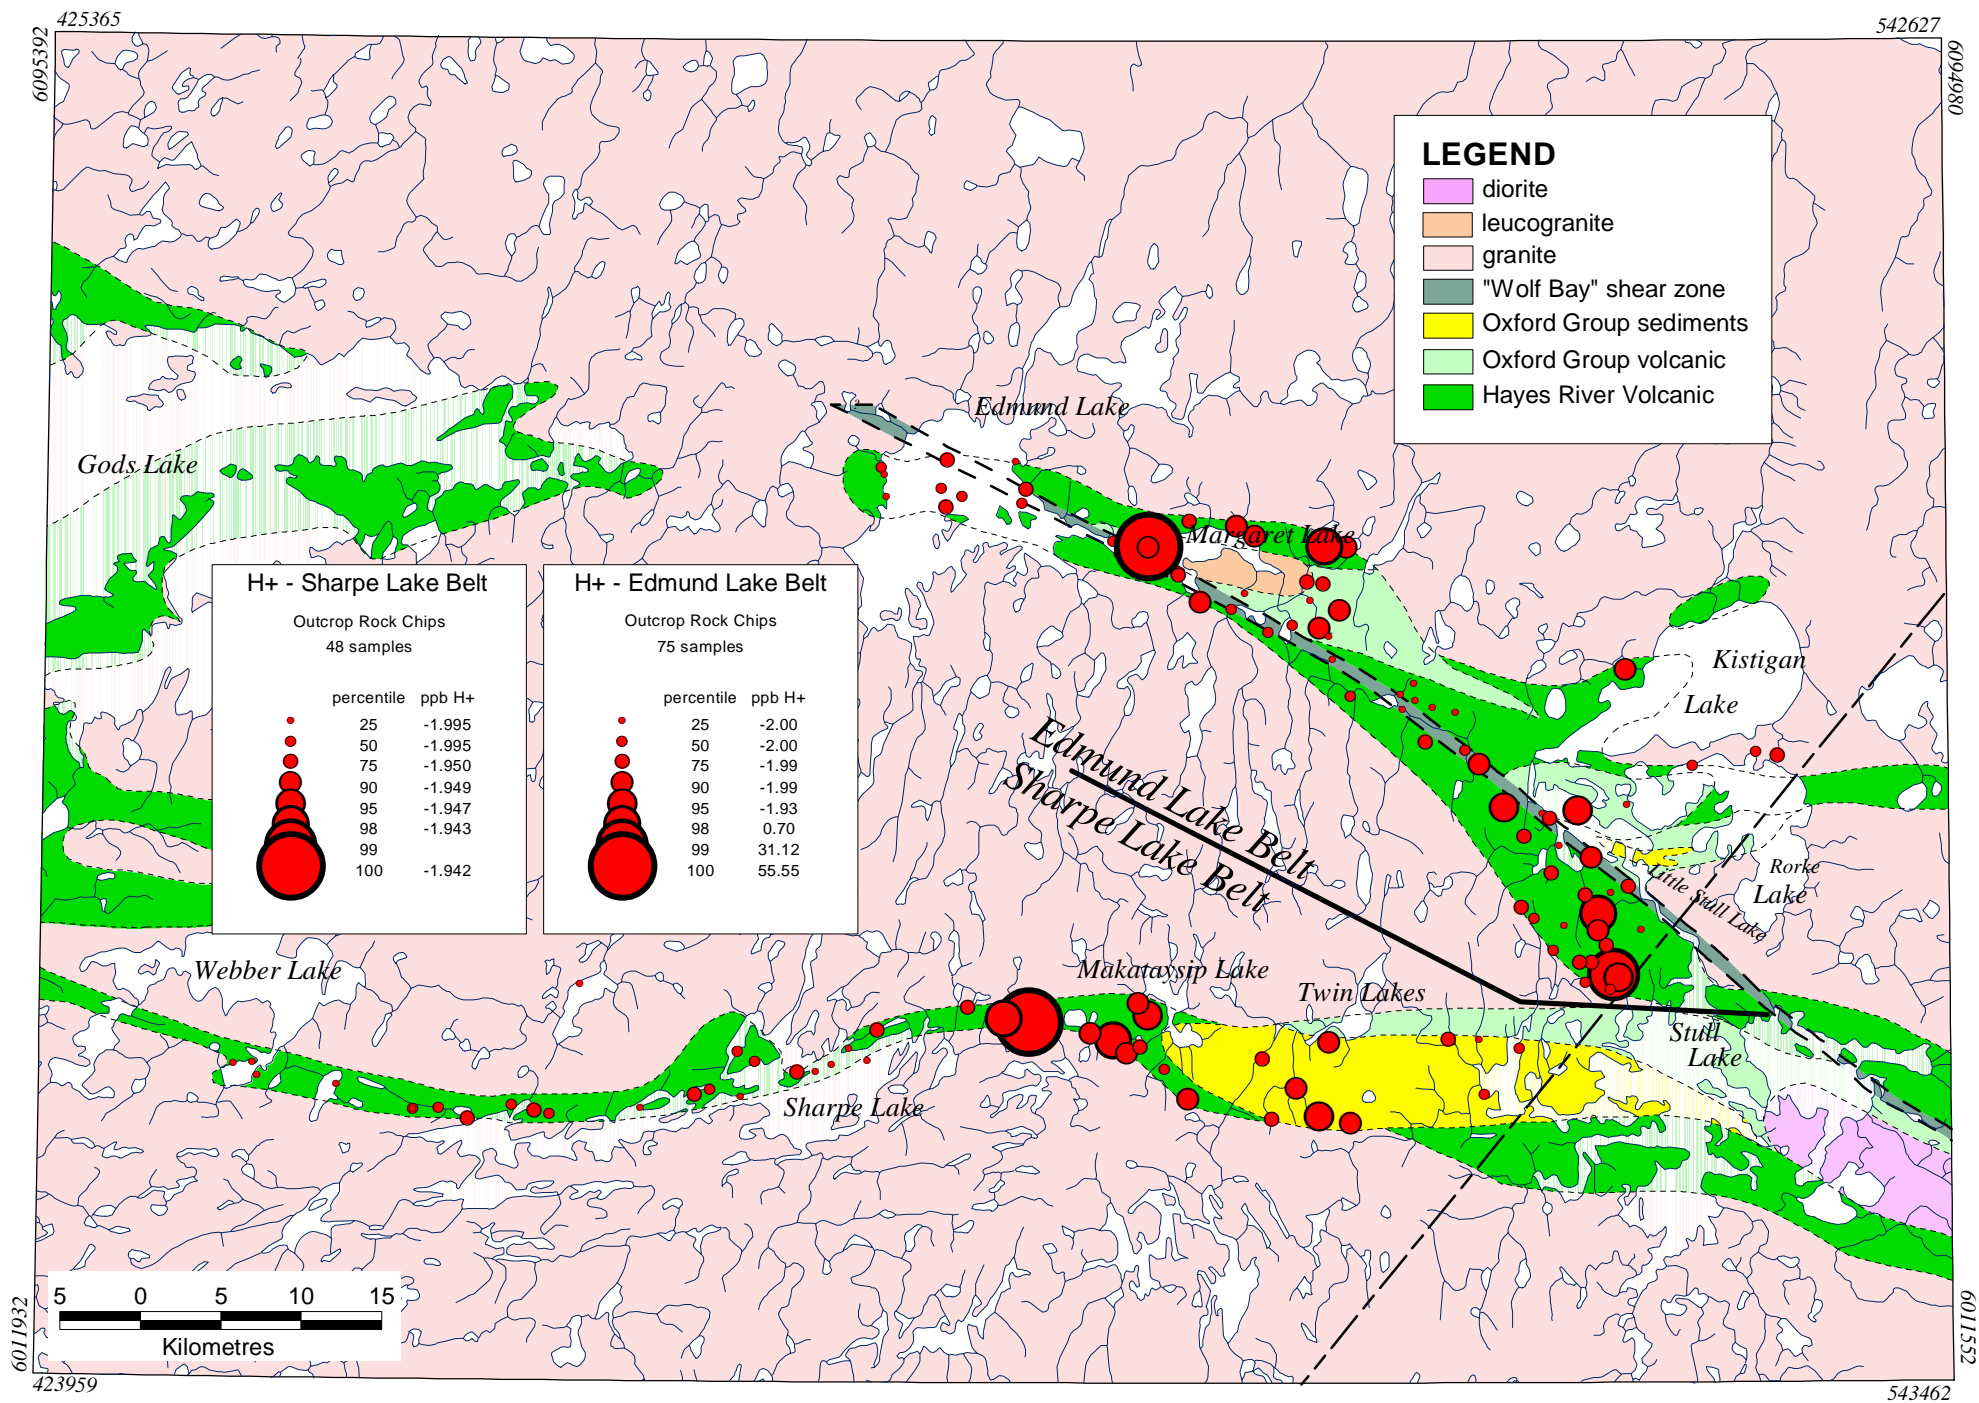 425365
542627
6095392
6094980
LEGEND
diorite
leucogranite
granite
"Wolf Bay" shear zone
Oxford Group sediments
Oxford Group volcanic
Hayes River Volcanic
Edmund Lake
Gods Lake
Margaret Lake
H+ - Sharpe Lake Belt
Outcrop Rock Chips
48 samples
percentile ppb H+
25 -1.995
50 -1.995
75 -1.950
90 -1.949
95 -1.947
98 -1.943
99
100 -1.942
H+ - Edmund Lake Belt
Outcrop Rock Chips
75 samples
percentile ppb H+
25 -2.00
50 -2.00
75 -1.99
90 -1.99
95 -1.93
98 0.70
99 31.12
100 55.55
Kistigan
Lake
Edmund Lake Belt
Sharpe Lake Belt
Rorke
Lake
Little Stull Lake
Webber Lake
Makataysip Lake
Twin Lakes
Stull
Lake
Sharpe Lake
5 0 5 10 15
Kilometres
6011932
6011552
423959
543462